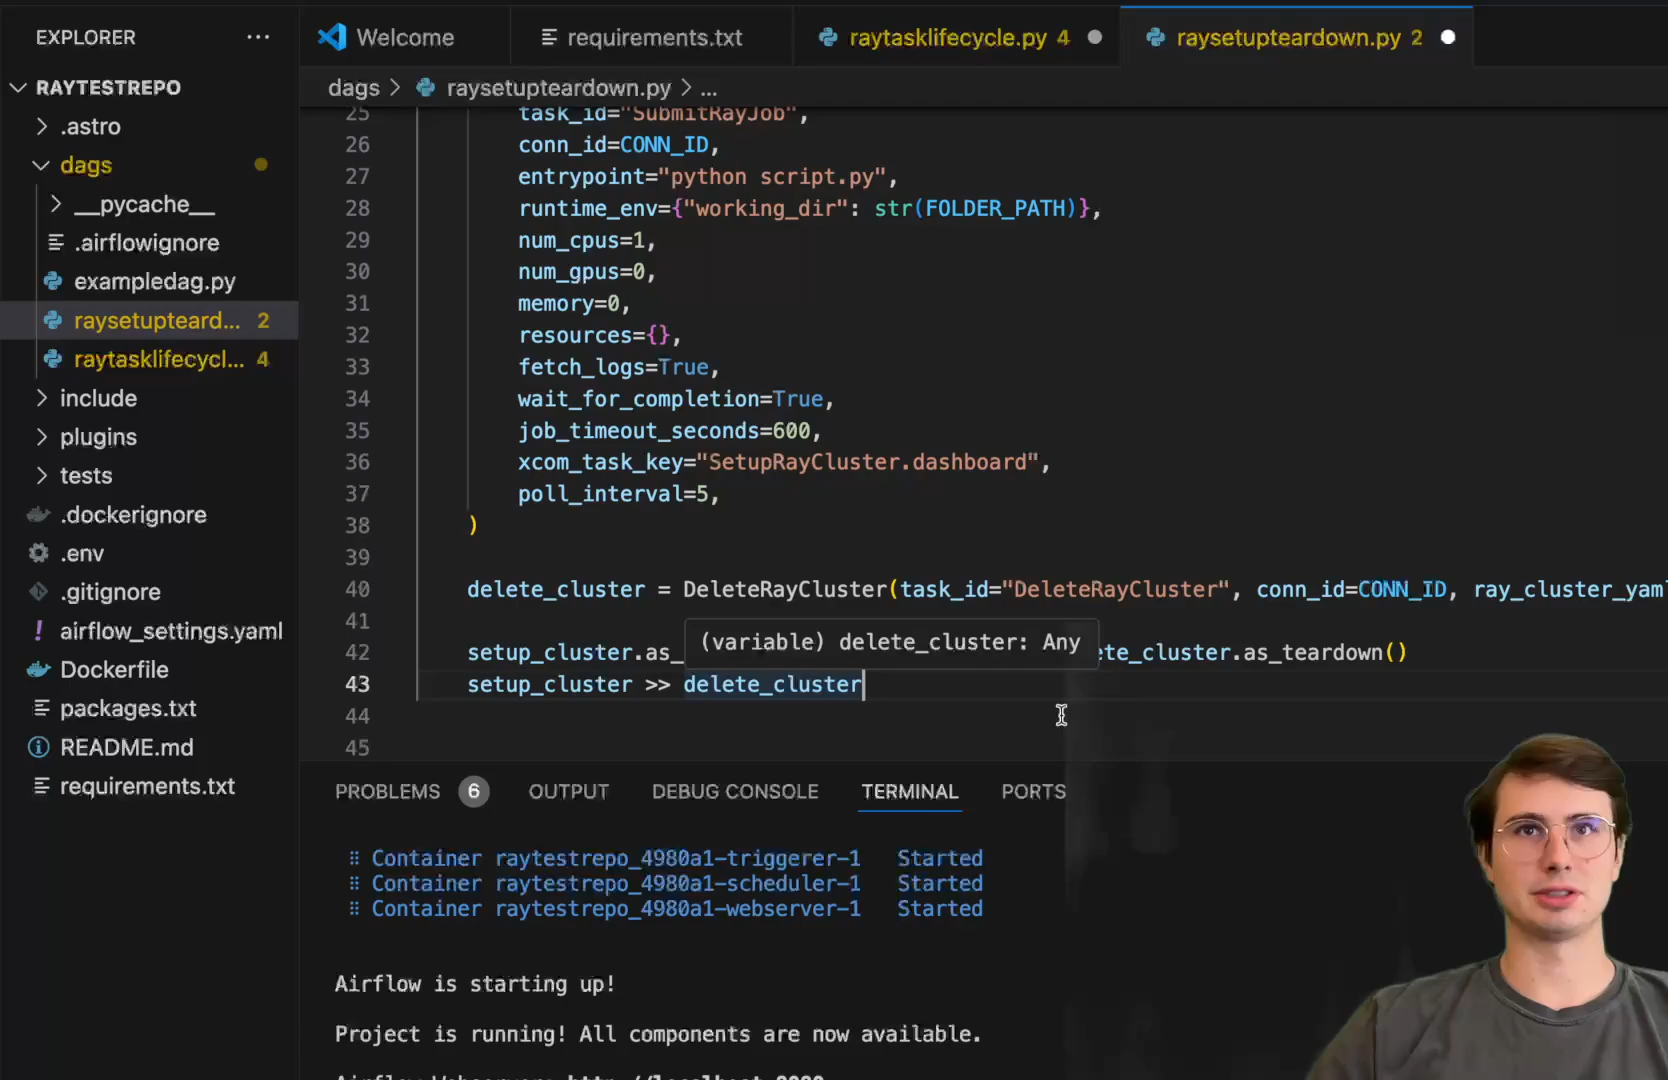 EXPLORER
RAYTESTREPO
.astro
dags
__pycache__
.airflowignore
exampledag.py
raysetupteard... 2
raytasklifecycl... 4
include
plugins
tests
.dockerignore
.env
.gitignore
airflow_settings.yaml
Dockerfile
packages.txt
README.md
requirements.txt
Welcome
requirements.txt
raytasklifecycle.py 4
raysetupteardown.py 2
dags > raysetupteardown.py > ...
25 task_id="SubmitRayJob",
26 conn_id=CONN_ID,
27 entrypoint="python script.py",
28 runtime_env={"working_dir": str(FOLDER_PATH)},
29 num_cpus=1,
30 num_gpus=0,
31 memory=0,
32 resources={},
33 fetch_logs=True,
34 wait_for_completion=True,
35 job_timeout_seconds=600,
36 xcom_task_key="SetupRayCluster.dashboard",
37 poll_interval=5,
38 )
39
40 delete_cluster = DeleteRayCluster(task_id="DeleteRayCluster", conn_id=CONN_ID, ray_cluster_yam
41
(variable) delete_cluster: Any
42 setup_cluster.as_ ete_cluster.as_teardown()
43 setup_cluster >> delete_cluster
44
45
PROBLEMS 6 OUTPUT DEBUG CONSOLE TERMINAL PORTS
Container raytestrepo_4980a1-triggerer-1 Started
Container raytestrepo_4980a1-scheduler-1 Started
Container raytestrepo_4980a1-webserver-1 Started
Airflow is starting up!
Project is running! All components are now available.